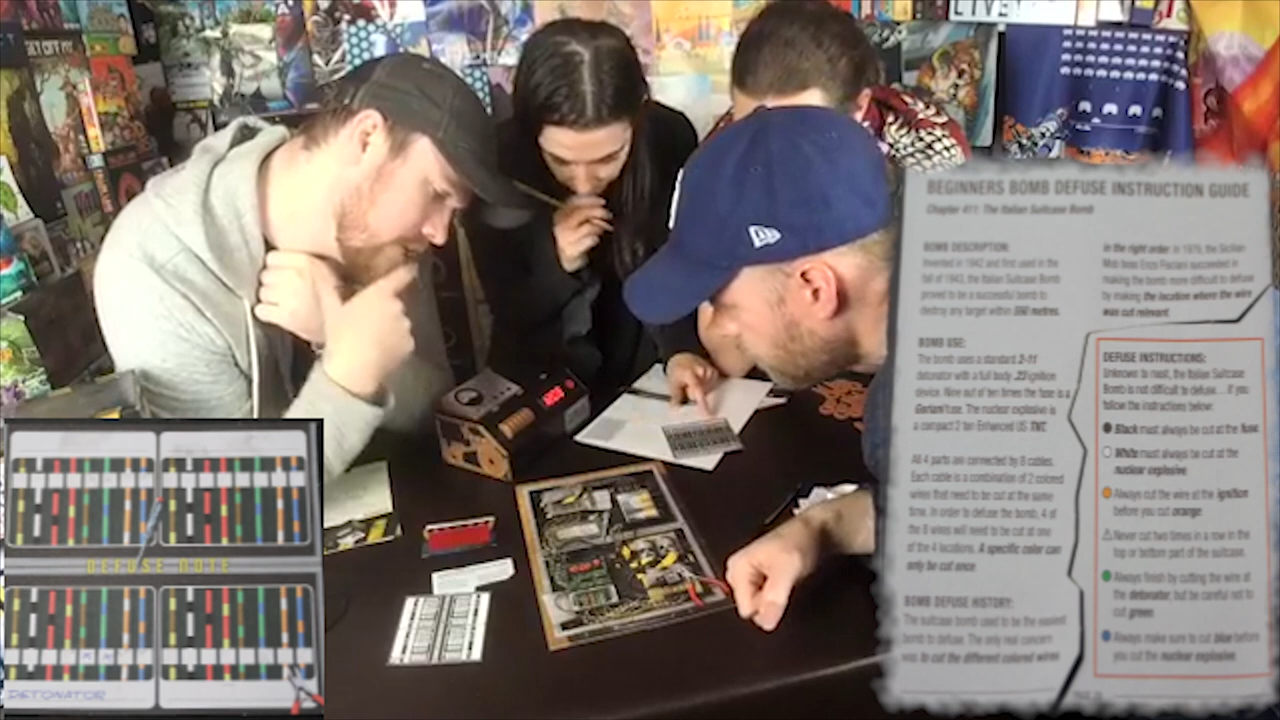 LIVE
BEGINNERS BOMB DEFUSE INSTRUCTION GUIDE
Chapter 411: The Italian Suitcase Bomb
BOMB DESCRIPTION:
Invented in 1942 and first used in the
fall of 1943, the Italian Suitcase Bomb
proved to be a successful bomb to
destroy any target within 550 metres.
BOMB USE:
The bomb uses a standard 2-11
detonator with a full body .23 ignition
device. Nine out of ten times the fuse is a
Goriani fuse. The nuclear explosive is
a compact 2 ton Enhanced US TNT.
All 4 parts are connected by 8 cables.
Each cable is a combination of 2 colored
wires that need to be cut at the same
time. In order to defuse the bomb, 4 of
the 8 wires will need to be cut at one
of the 4 locations. A specific color can
only be cut once.
BOMB DEFUSE HISTORY:
The suitcase bomb used to be the easiest
bomb to defuse. The only real concern
was to cut the different colored wires
in the right order. In 1979, the Sicilian
Mob boss Enzo
succeeded in
making the bomb more difficult to defuse
by making the location where the wire
was cut relevant.
DEFUSE INSTRUCTIONS:
Unknown to most, the Italian Suitcase
Bomb is not difficult to defuse... if you
follow the instructions below:
Black must always be cut at the fuse.
White must always be cut at the
nuclear explosive.
Always cut the wire at the ignition
before you cut orange.
Never cut two times in a row in the
top or bottom part of the suitcase.
Always finish by cutting the wire at
the detonator, but be careful not to
cut green.
Always make sure to cut blue before
you cut the nuclear explosive.
DEFUSE NOTE
DETONATOR